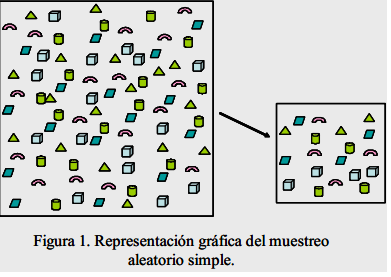 Figura 1. Representación gráfica del muestreo
aleatorio simple.